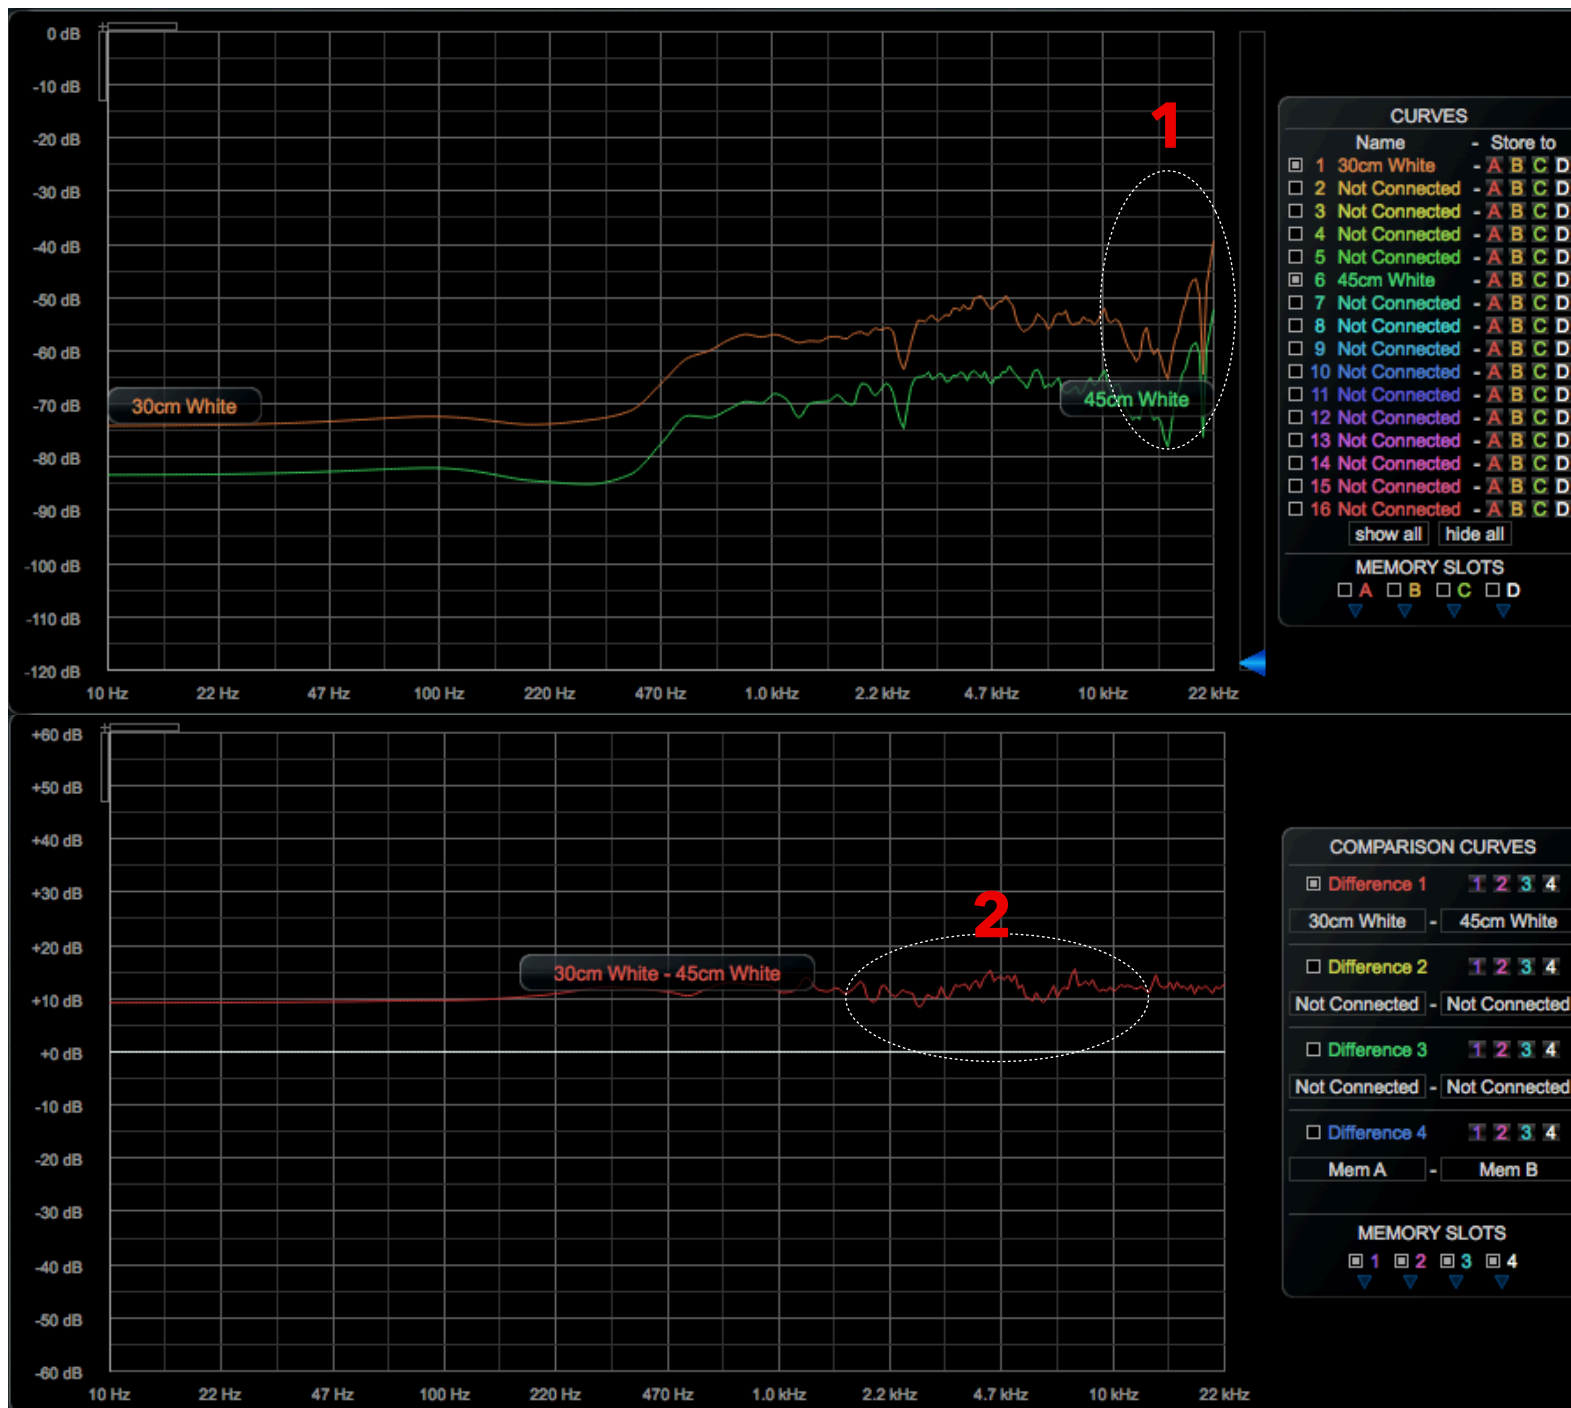 0 dB
-10 dB
-20 dB
-30 dB
-40 dB
-50 dB
-60 dB
-70 dB
-80 dB
-90 dB
-100 dB
-110 dB
-120 dB
10 Hz 22 Hz 47 Hz 100 Hz 220 Hz 470 Hz 1.0 kHz 2.2 kHz 4.7 kHz 10 kHz 22 kHz
1
30cm White
45cm White
CURVES
Name - Store to
1 30cm White - A B C D
2 Not Connected - A B C D
3 Not Connected - A B C D
4 Not Connected - A B C D
5 Not Connected - A B C D
6 45cm White - A B C D
7 Not Connected - A B C D
8 Not Connected - A B C D
9 Not Connected - A B C D
10 Not Connected - A B C D
11 Not Connected - A B C D
12 Not Connected - A B C D
13 Not Connected - A B C D
14 Not Connected - A B C D
15 Not Connected - A B C D
16 Not Connected - A B C D
show all hide all
MEMORY SLOTS
A B C D
+60 dB
+50 dB
+40 dB
+30 dB
+20 dB
+10 dB
+0 dB
-10 dB
-20 dB
-30 dB
-40 dB
-50 dB
-60 dB
10 Hz 22 Hz 47 Hz 100 Hz 220 Hz 470 Hz 1.0 kHz 2.2 kHz 4.7 kHz 10 kHz 22 kHz
2
30cm White - 45cm White
COMPARISON CURVES
Difference 1 1 2 3 4
30cm White - 45cm White
Difference 2 1 2 3 4
Not Connected - Not Connected
Difference 3 1 2 3 4
Not Connected - Not Connected
Difference 4 1 2 3 4
Mem A - Mem B
MEMORY SLOTS
1 2 3 4